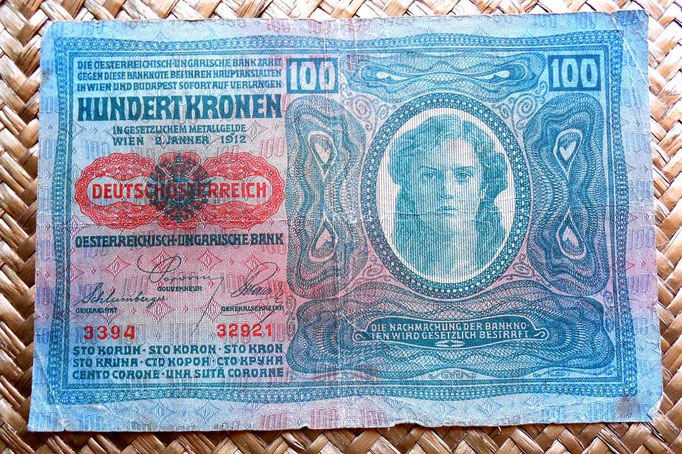 DIE OESTERREICHISCH-UNGARISCHE BANK ZAHLT
GEGEN DIESE BANKNOTE BEI IHREN HAUPTANSTALTEN
IN WIEN UND BUDAPEST SOFORT AUF VERLANGEN
HUNDERT KRONEN
IN GESETZLICHEM METALLGELDE
WIEN 2. JÄNNER 1912
DEUTSCHÖSTERREICH
OESTERREICHISCH-UNGARISCHE BANK
GOUVERNEUR
Schlumberger
GENERALRAT
GENERALSEKRETÄR
3394
32921
STO KORUN · STO KORON · STO KRON
STO KRUNA · СТО КОРОН · СТО КРУНА
CENTO CORONE · UNA SUTĂ COROANE
100
100
DIE NACHMACHUNG DER BANKNO-
TEN WIRD GESETZLICH BESTRAFT